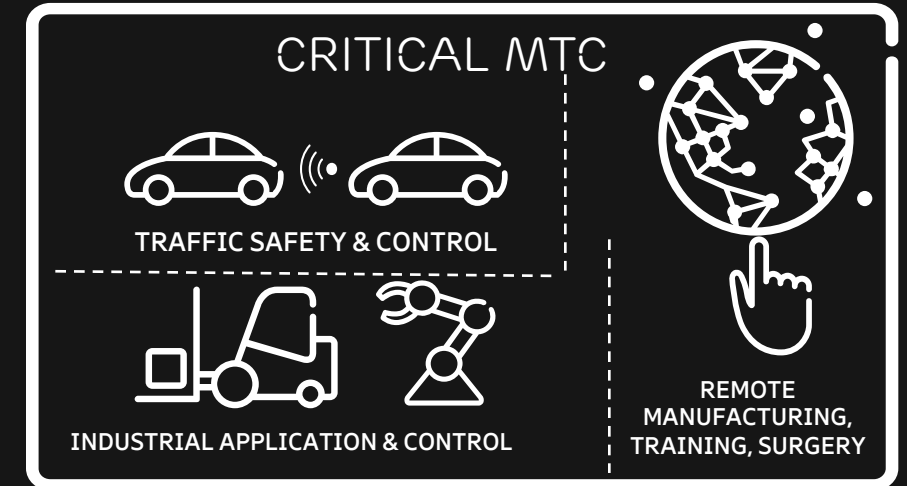 CRITICAL MTC
TRAFFIC SAFETY & CONTROL
INDUSTRIAL APPLICATION & CONTROL
REMOTE
MANUFACTURING,
TRAINING, SURGERY